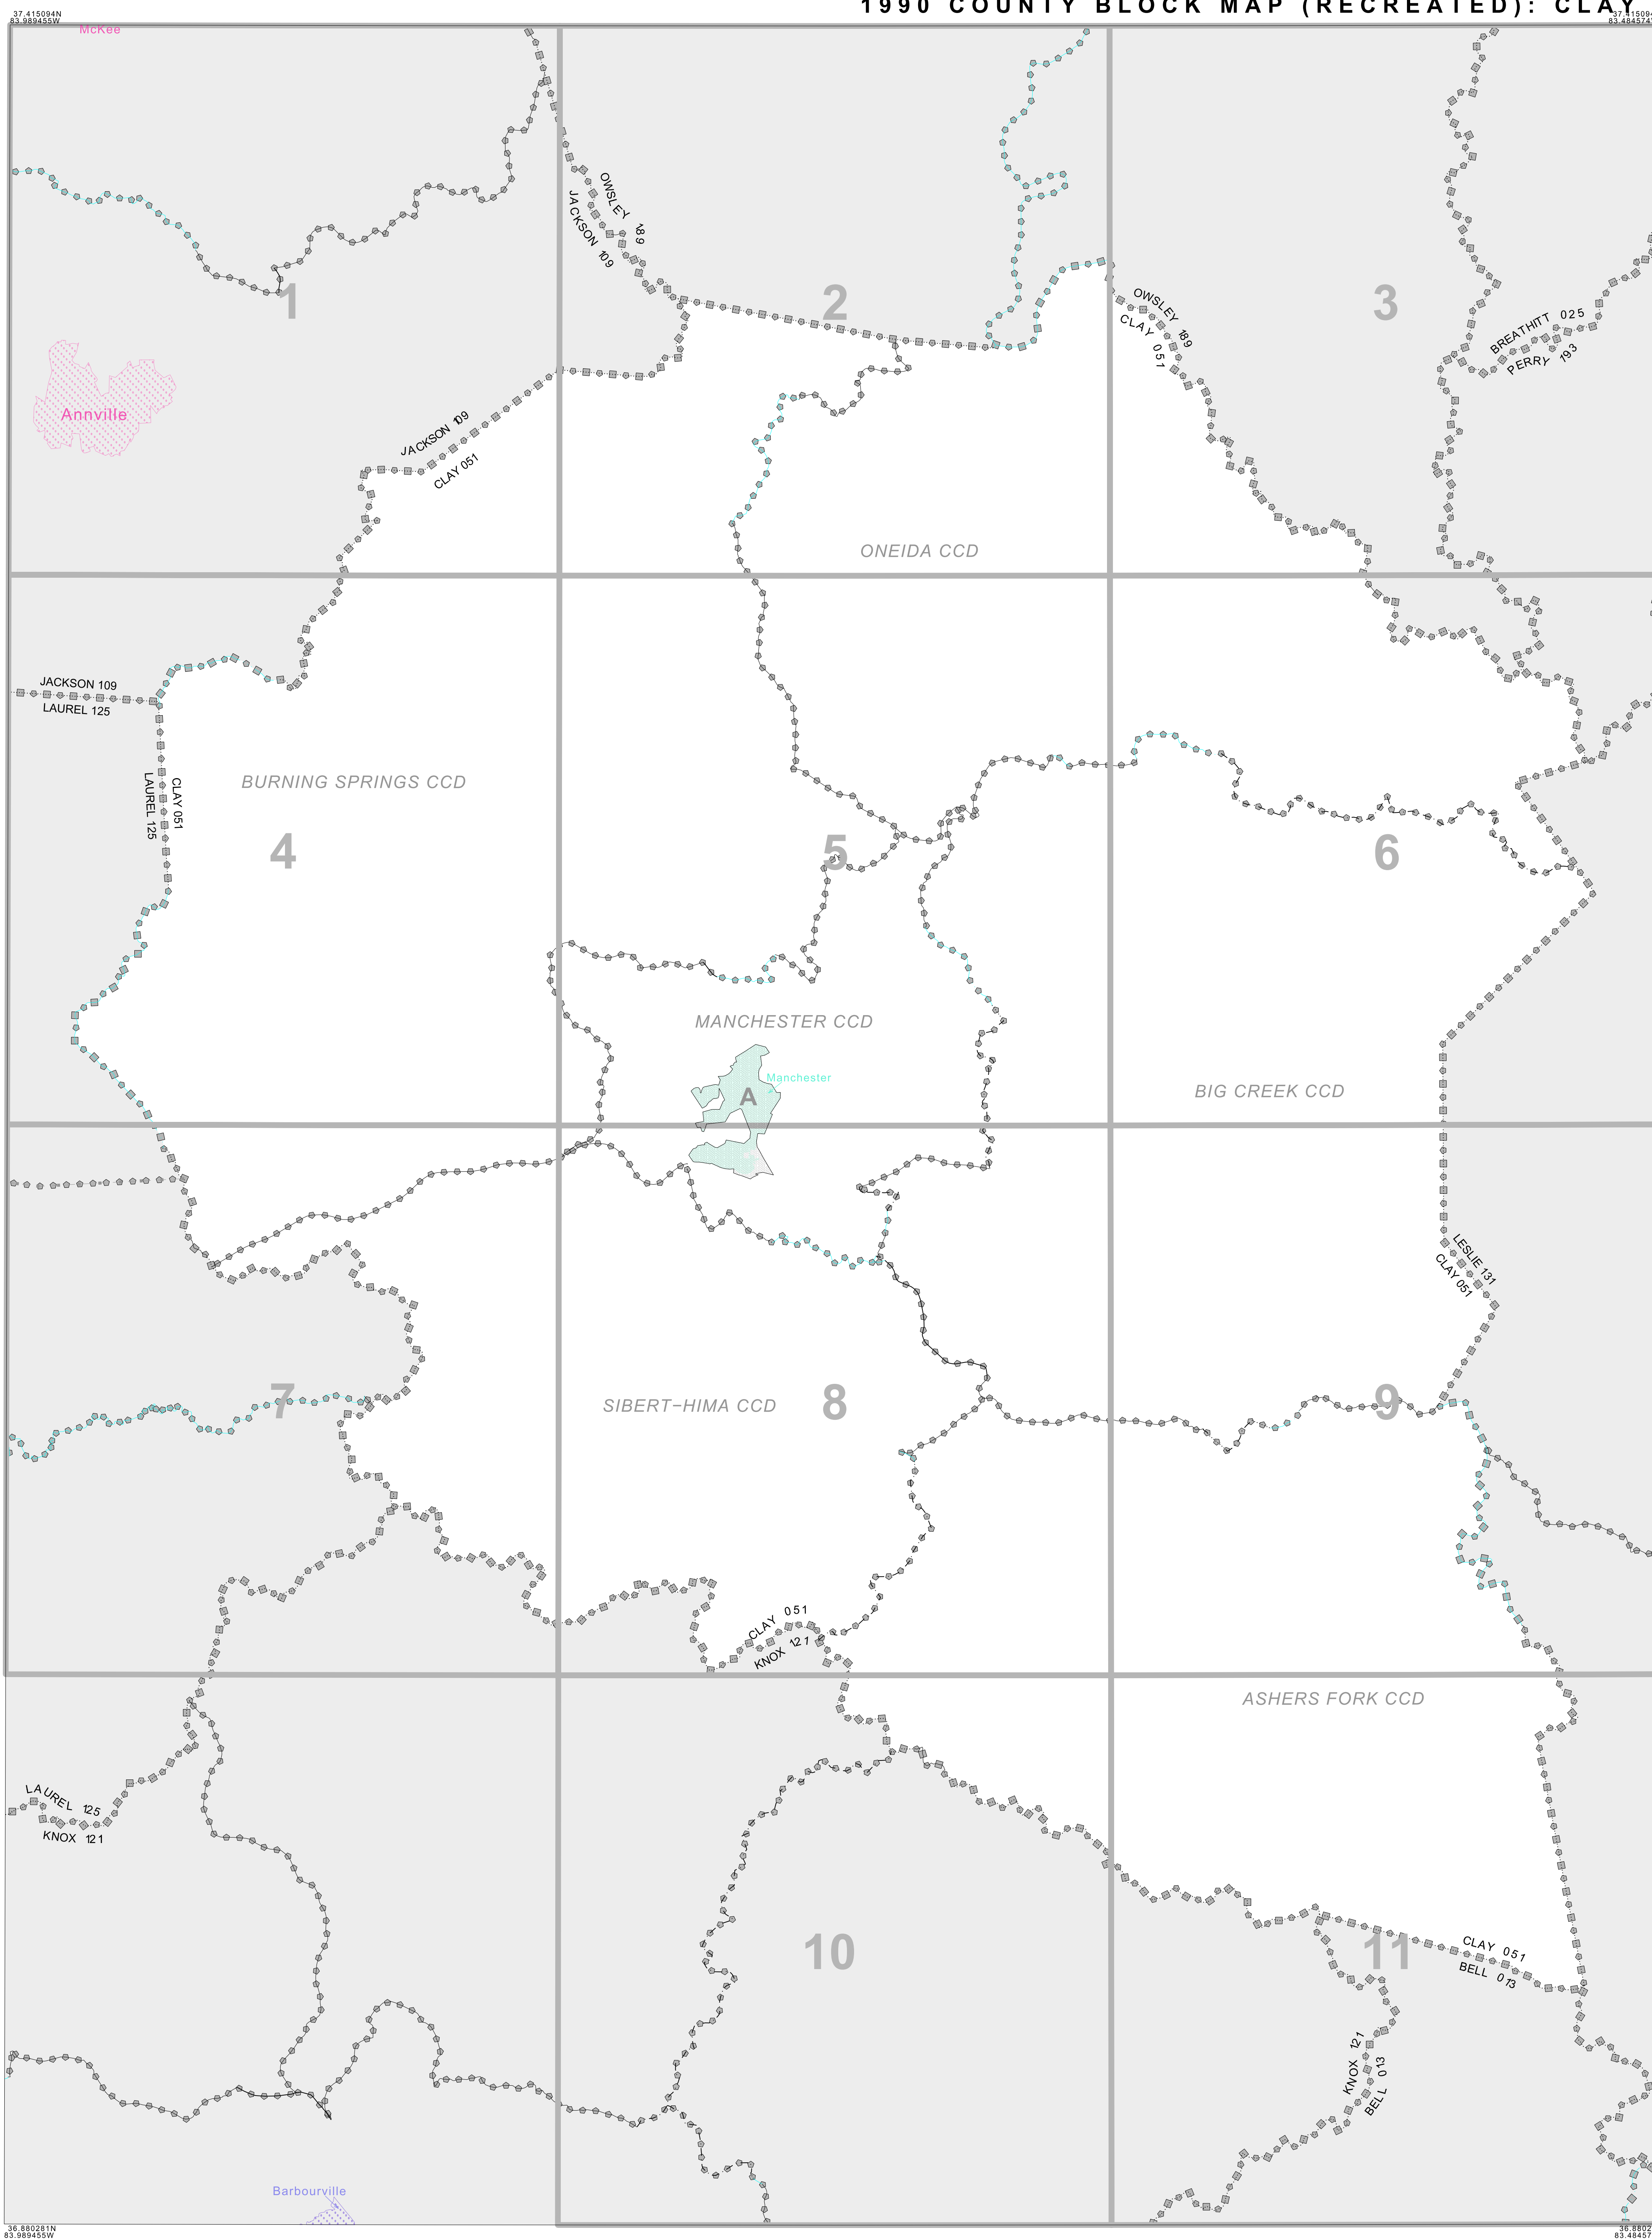 1990 COUNTY BLOCK MAP (RECREATED): CLAY
37.415094N
83.989455W
McKee
OWSLEY 189
JACKSON 109
1
2
3
OWSLEY 189
CLAY 051
BREATHITT 025
PERRY 193
Annville
JACKSON 109
CLAY 051
ONEIDA CCD
JACKSON 109
LAUREL 125
BURNING SPRINGS CCD
CLAY 051
LAUREL 125
4
5
6
MANCHESTER CCD
Manchester
A
BIG CREEK CCD
LESLIE 131
CLAY 051
7
SIBERT-HIMA CCD
8
9
CLAY 051
KNOX 121
ASHERS FORK CCD
LAUREL 125
KNOX 121
10
11
CLAY 051
BELL 013
KNOX 121
BELL 013
Barbourville
36.880281N
83.989455W